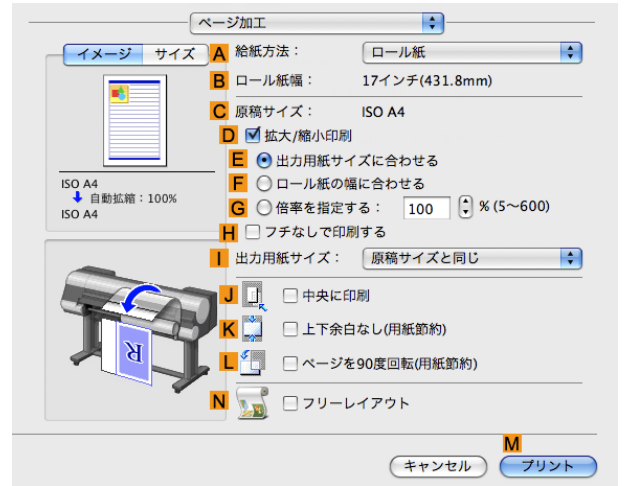 ページ加工
イメージ サイズ
A 給紙方法： ロール紙
B ロール紙幅： 17インチ(431.8mm)
C 原稿サイズ： ISO A4
D 拡大/縮小印刷
E 出力用紙サイズに合わせる
F ロール紙の幅に合わせる
G 倍率を指定する： 100 % (5～600)
ISO A4
自動拡縮：100%
ISO A4
H フチなしで印刷する
I 出力用紙サイズ： 原稿サイズと同じ
J 中央に印刷
K 上下余白なし(用紙節約)
L ページを90度回転(用紙節約)
R
N フリーレイアウト
M
キャンセル プリント